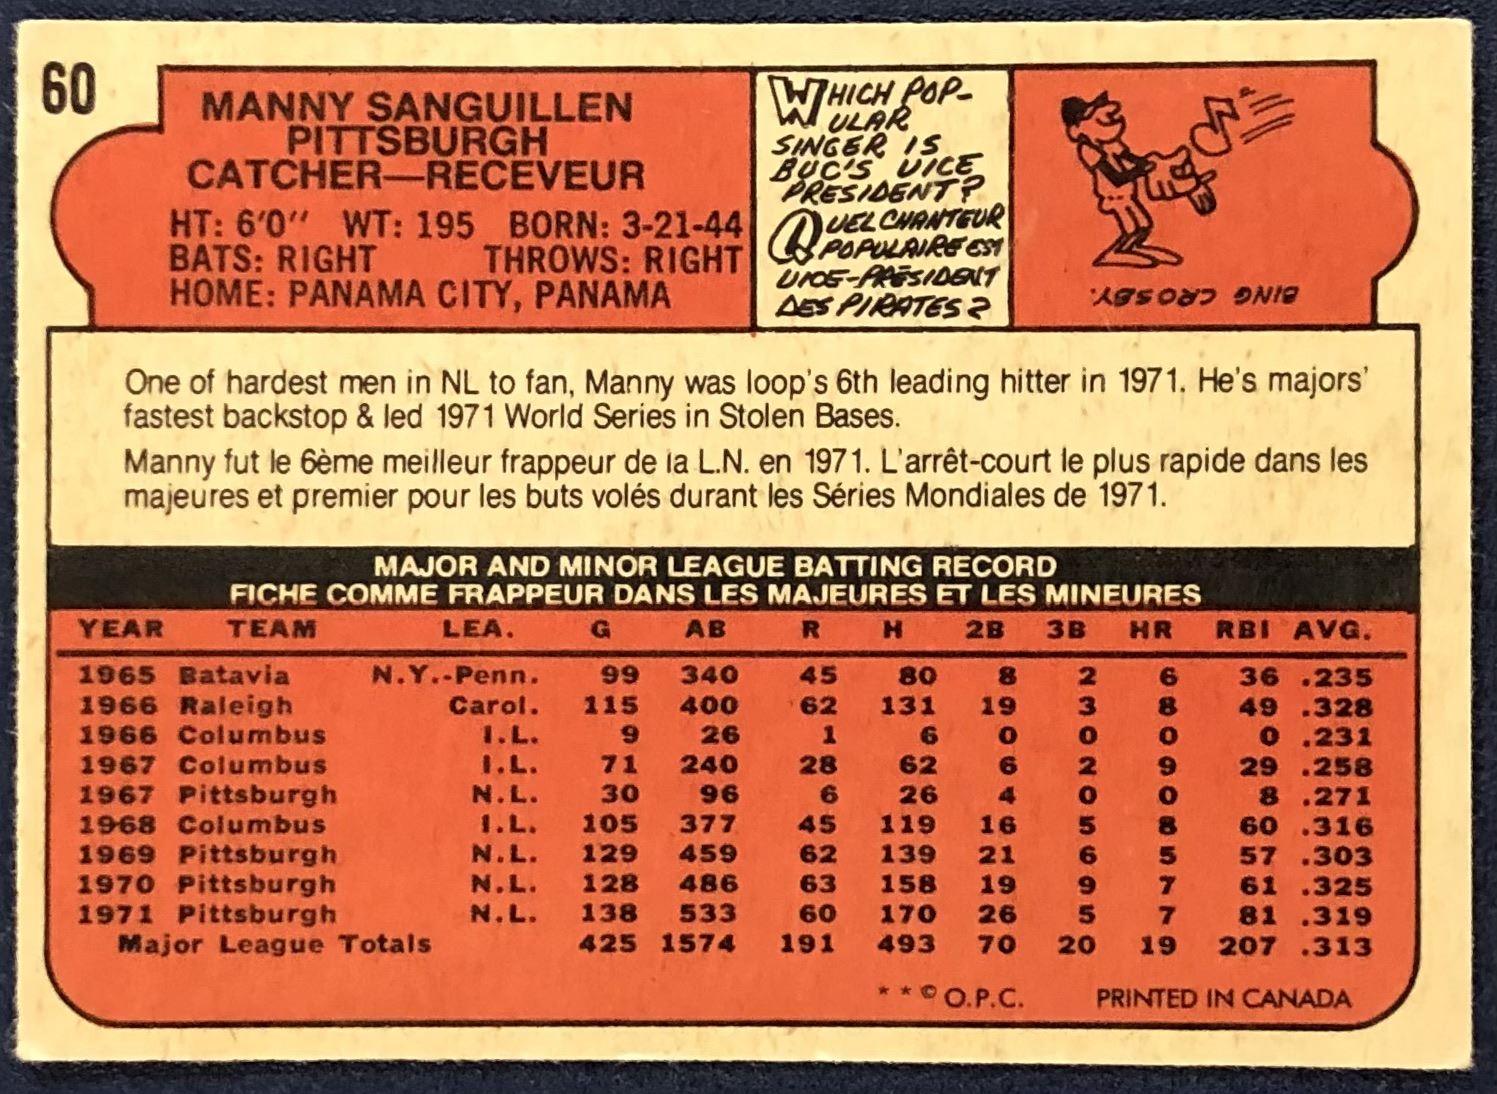 60
MANNY SANGUILLEN
PITTSBURGH
CATCHER—RECEVEUR
HT: 6'0" WT: 195 BORN: 3-21-44
BATS: RIGHT THROWS: RIGHT
HOME: PANAMA CITY, PANAMA
WHICH POP-
ULAR
SINGER IS
BUC'S VICE
PRESIDENT?
QUEL CHANTEUR
POPULAIRE EST
VICE-PRÉSIDENT
DES PIRATES?
BING CROSBY.
One of hardest men in NL to fan, Manny was loop's 6th leading hitter in 1971. He's majors'
fastest backstop & led 1971 World Series in Stolen Bases.
Manny fut le 6ème meilleur frappeur de la L.N. en 1971. L'arrêt-court le plus rapide dans les
majeures et premier pour les buts volés durant les Séries Mondiales de 1971.
MAJOR AND MINOR LEAGUE BATTING RECORD
FICHE COMME FRAPPEUR DANS LES MAJEURES ET LES MINEURES
YEAR TEAM LEA. G AB R H 2B 3B HR RBI AVG.
1965 Batavia N.Y.-Penn. 99 340 45 80 8 2 6 36 .235
1966 Raleigh Carol. 115 400 62 131 19 3 8 49 .328
1966 Columbus I.L. 9 26 1 6 0 0 0 0 .231
1967 Columbus I.L. 71 240 28 62 6 2 9 29 .258
1967 Pittsburgh N.L. 30 96 6 26 4 0 0 8 .271
1968 Columbus I.L. 105 377 45 119 16 5 8 60 .316
1969 Pittsburgh N.L. 129 459 62 139 21 6 5 57 .303
1970 Pittsburgh N.L. 128 486 63 158 19 9 7 61 .325
1971 Pittsburgh N.L. 138 533 60 170 26 5 7 81 .319
Major League Totals 425 1574 191 493 70 20 19 207 .313
* * © O.P.C. PRINTED IN CANADA